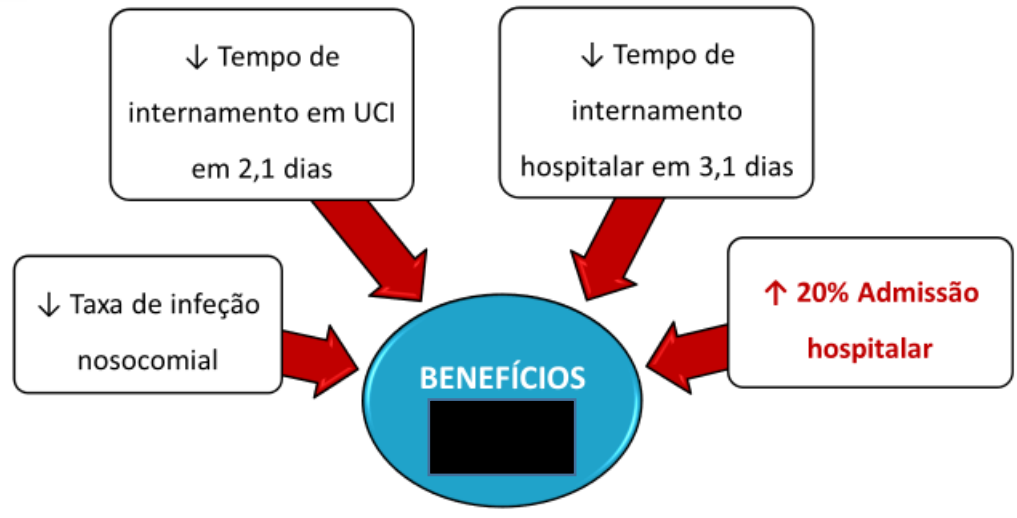 ↓ Tempo de
internamento em UCI
em 2,1 dias
↓ Tempo de
internamento
hospitalar em 3,1 dias
↓ Taxa de infeção
nosocomial
↑ 20% Admissão
hospitalar
BENEFÍCIOS